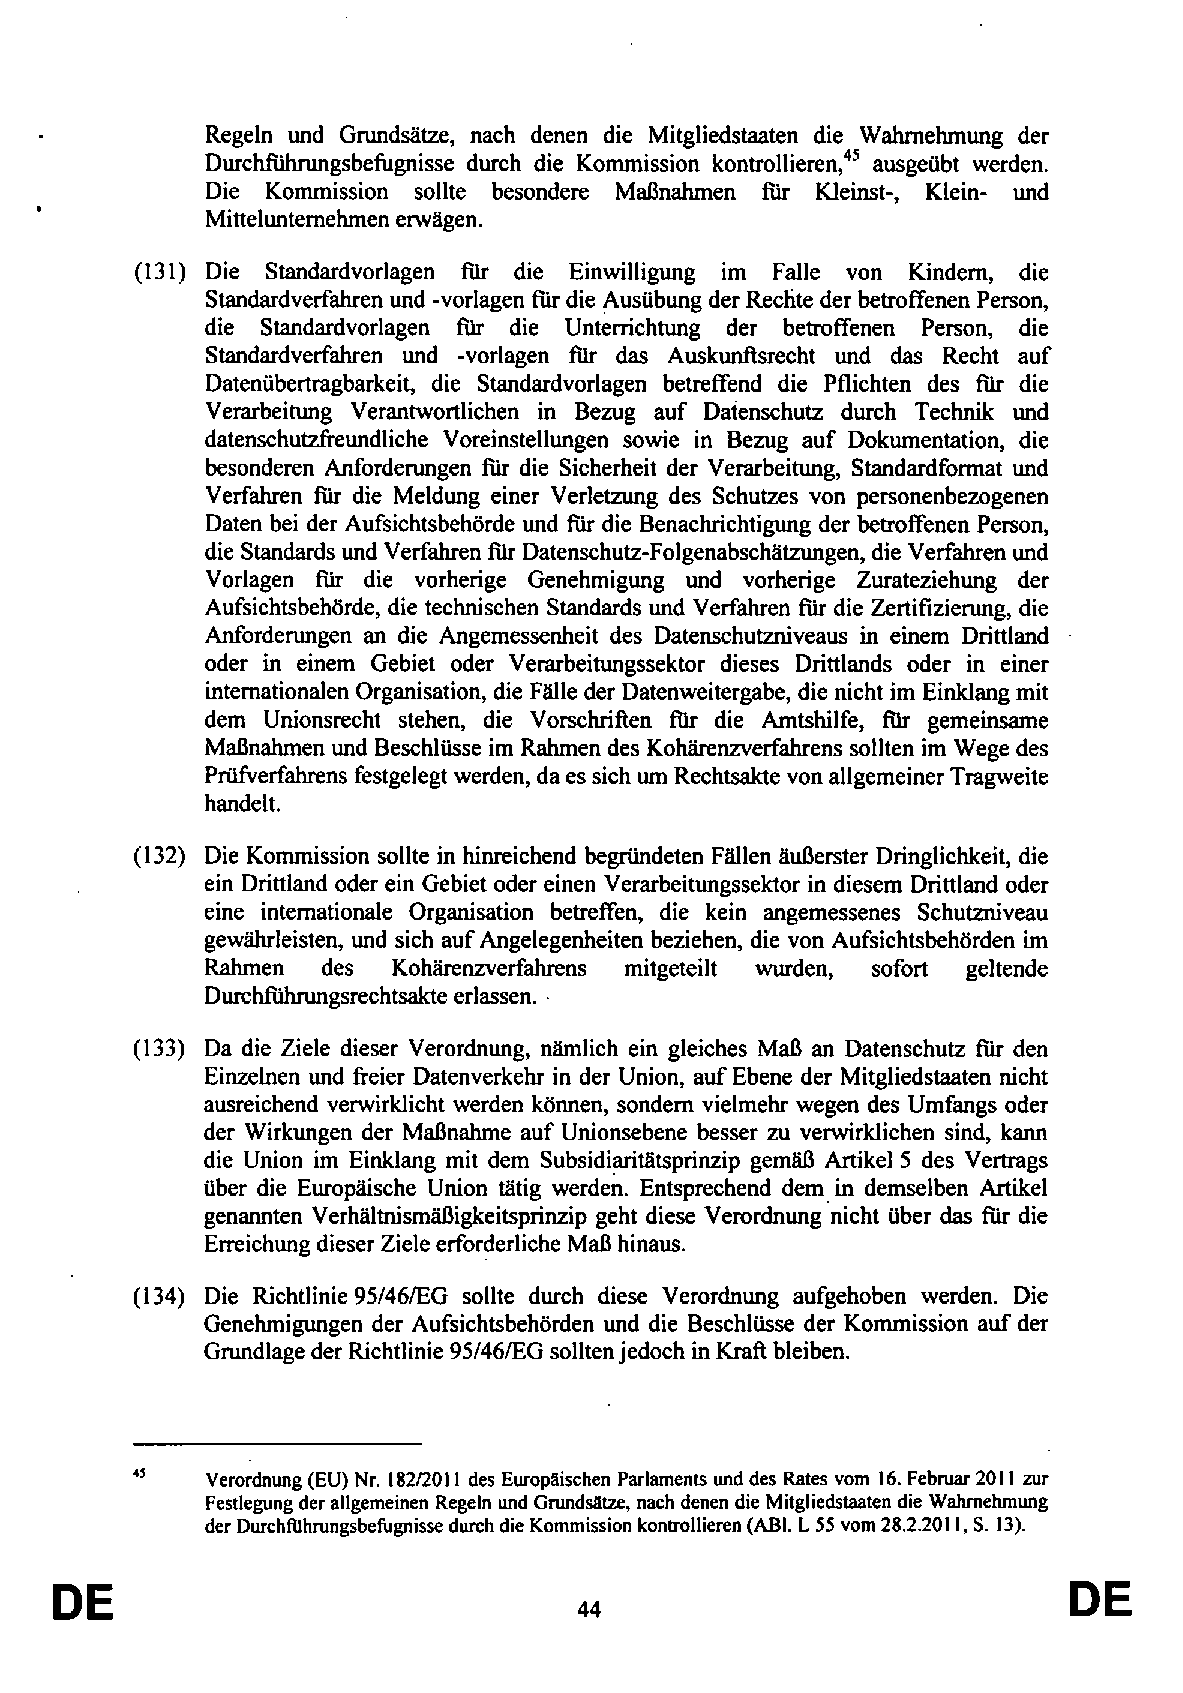 Regeln und Grundsätze, nach denen die Mitgliedstaaten die Wahrnehmung der
Durchführungsbefugnisse durch die Kommission kontrollieren,45 ausgeübt werden.
Die Kommission sollte besondere Maßnahmen für Kleinst-, Klein- und
Mittelunternehmen erwägen.
(131) Die Standardvorlagen für die Einwilligung im Falle von Kindern, die
Standardverfahren und -vorlagen für die Ausübung der Rechte der betroffenen Person,
die Standardvorlagen für die Unterrichtung der betroffenen Person, die
Standardverfahren und -vorlagen für das Auskunftsrecht und das Recht auf
Datenübertragbarkeit, die Standardvorlagen betreffend die Pflichten des für die
Verarbeitung Verantwortlichen in Bezug auf Datenschutz durch Technik und
datenschutzfreundliche Voreinstellungen sowie in Bezug auf Dokumentation, die
besonderen Anforderungen für die Sicherheit der Verarbeitung, Standardformat und
Verfahren für die Meldung einer Verletzung des Schutzes von personenbezogenen
Daten bei der Aufsichtsbehörde und für die Benachrichtigung der betroffenen Person,
die Standards und Verfahren für Datenschutz-Folgenabschätzungen, die Verfahren und
Vorlagen für die vorherige Genehmigung und vorherige Zurateziehung der
Aufsichtsbehörde, die technischen Standards und Verfahren für die Zertifizierung, die
Anforderungen an die Angemessenheit des Datenschutzniveaus in einem Drittland
oder in einem Gebiet oder Verarbeitungssektor dieses Drittlands oder in einer
internationalen Organisation, die Fälle der Datenweitergabe, die nicht im Einklang mit
dem Unionsrecht stehen, die Vorschriften für die Amtshilfe, für gemeinsame
Maßnahmen und Beschlüsse im Rahmen des Kohärenzverfahrens sollten im Wege des
Prüfverfahrens festgelegt werden, da es sich um Rechtsakte von allgemeiner Tragweite
handelt.
(132) Die Kommission sollte in hinreichend begründeten Fällen äußerster Dringlichkeit, die
ein Drittland oder ein Gebiet oder einen Verarbeitungssektor in diesem Drittland oder
eine internationale Organisation betreffen, die kein angemessenes Schutzniveau
gewährleisten, und sich auf Angelegenheiten beziehen, die von Aufsichtsbehörden im
Rahmen des Kohärenzverfahrens mitgeteilt wurden, sofort geltende
Durchführungsrechtsakte erlassen.
(133) Da die Ziele dieser Verordnung, nämlich ein gleiches Maß an Datenschutz für den
Einzelnen und freier Datenverkehr in der Union, auf Ebene der Mitgliedstaaten nicht
ausreichend verwirklicht werden können, sondern vielmehr wegen des Umfangs oder
der Wirkungen der Maßnahme auf Unionsebene besser zu verwirklichen sind, kann
die Union im Einklang mit dem Subsidiaritätsprinzip gemäß Artikel 5 des Vertrags
über die Europäische Union tätig werden. Entsprechend dem in demselben Artikel
genannten Verhältnismäßigkeitsprinzip geht diese Verordnung nicht über das für die
Erreichung dieser Ziele erforderliche Maß hinaus.
(134) Die Richtlinie 95/46/EG sollte durch diese Verordnung aufgehoben werden. Die
Genehmigungen der Aufsichtsbehörden und die Beschlüsse der Kommission auf der
Grundlage der Richtlinie 95/46/EG sollten jedoch in Kraft bleiben.
45 Verordnung (EU) Nr. 182/2011 des Europäischen Parlaments und des Rates vom 16. Februar 2011 zur
Festlegung der allgemeinen Regeln und Grundsätze, nach denen die Mitgliedstaaten die Wahrnehmung
der Durchführungsbefugnisse durch die Kommission kontrollieren (ABl. L 55 vom 28.2.2011, S. 13).
DE 44 DE